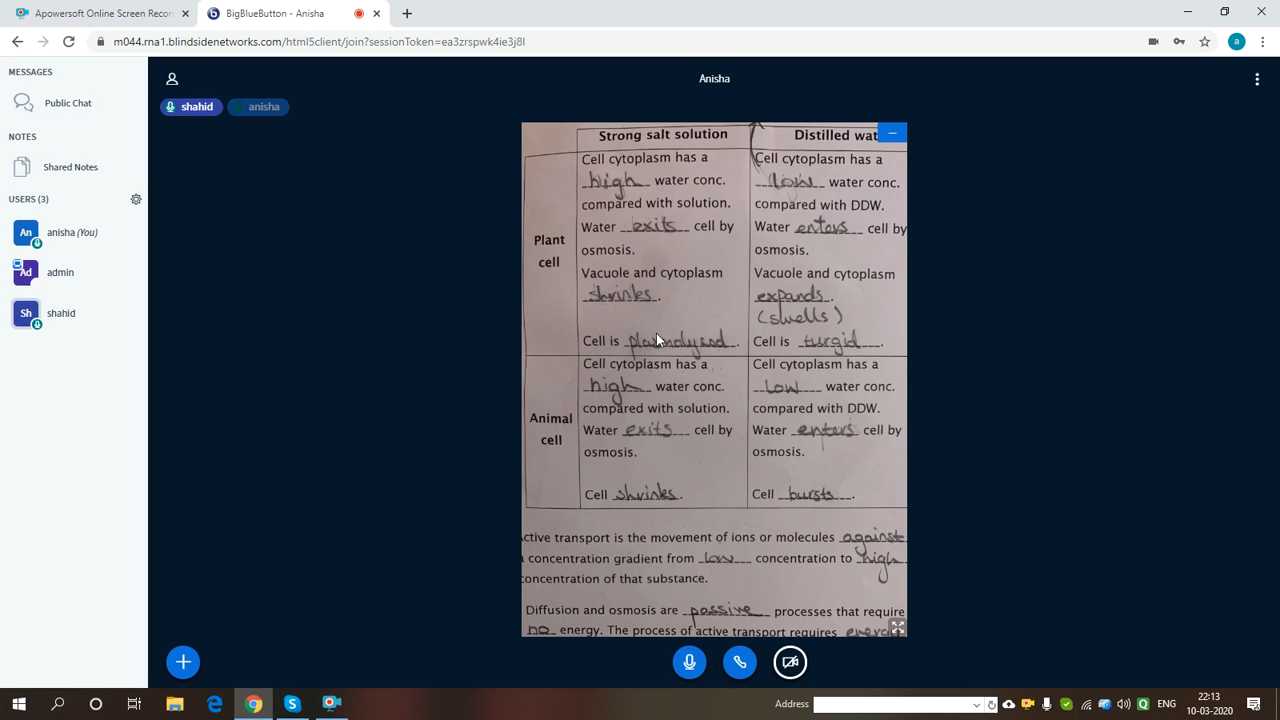 Apowersoft Online Screen Record
BigBlueButton - Anisha
m044.rna1.blindsidenetworks.com/html5client/join?sessionToken=ea3zrspwk4ie3j8l
MESSAGES
Public Chat
NOTES
Shared Notes
USERS (3)
An anisha (You)
Ad admin
Sh shahid
Anisha
shahid anisha
Strong salt solution
Distilled wat
Plant
cell
Cell cytoplasm has a
high water conc.
compared with solution.
Water exits cell by
osmosis.
Vacuole and cytoplasm
shrinks.
Cell is plasmolysed.
Cell cytoplasm has a
low water conc.
compared with DDW.
Water enters cell by
osmosis.
Vacuole and cytoplasm
expands.
(swells)
Cell is turgid.
Animal
cell
Cell cytoplasm has a
high water conc.
compared with solution.
Water exits cell by
osmosis.
Cell shrinks.
Cell cytoplasm has a
low water conc.
compared with DDW.
Water enters cell by
osmosis.
Cell bursts.
ctive transport is the movement of ions or molecules against
concentration gradient from low concentration to high
concentration of that substance.
Diffusion and osmosis are passive processes that require
no energy. The process of active transport requires energy
Address
ENG
22:13
10-03-2020